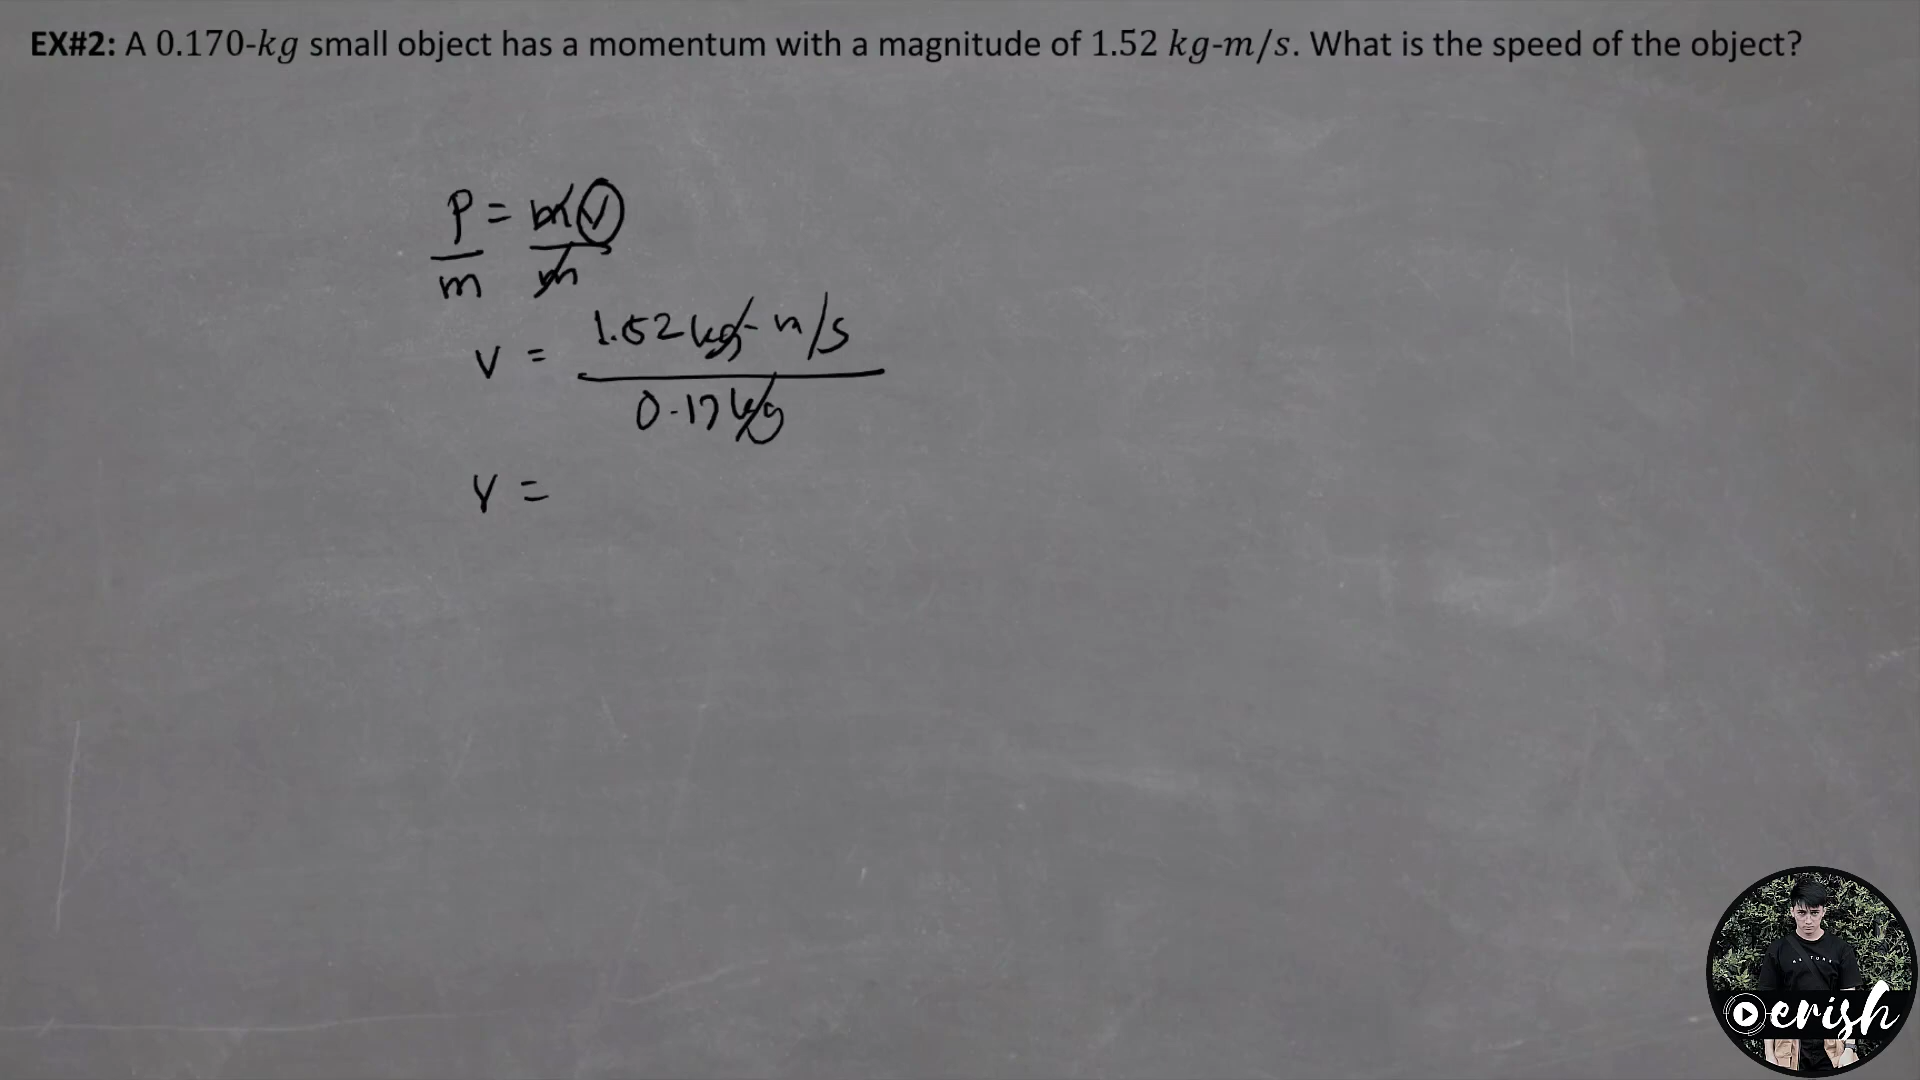 EX#2: A 0.170-kg small object has a momentum with a magnitude of 1.52 kg-m/s. What is the speed of the object?
P = mv
m m
1.52 kg-m/s
v =
0.17 kg
v =
erish